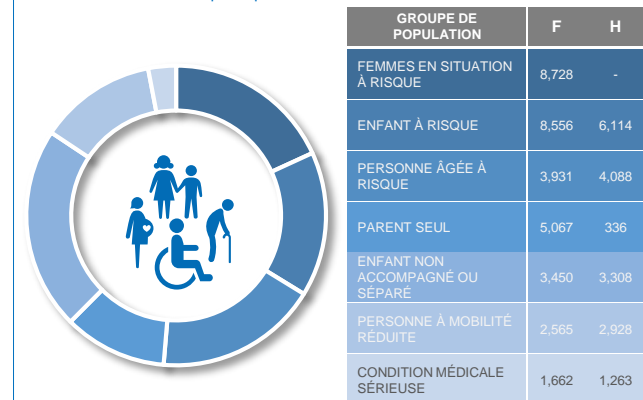 GROUPE DE
POPULATION
F
H
FEMMES EN SITUATION
À RISQUE
8,728
-
ENFANT À RISQUE
8,556
6,114
PERSONNE ÂGÉE À
RISQUE
3,931
4,088
PARENT SEUL
5,067
336
ENFANT NON
ACCOMPAGNÉ OU
SÉPARÉ
3,450
3,308
PERSONNE À MOBILITÉ
RÉDUITE
2,565
2,928
CONDITION MÉDICALE
SÉRIEUSE
1,662
1,263